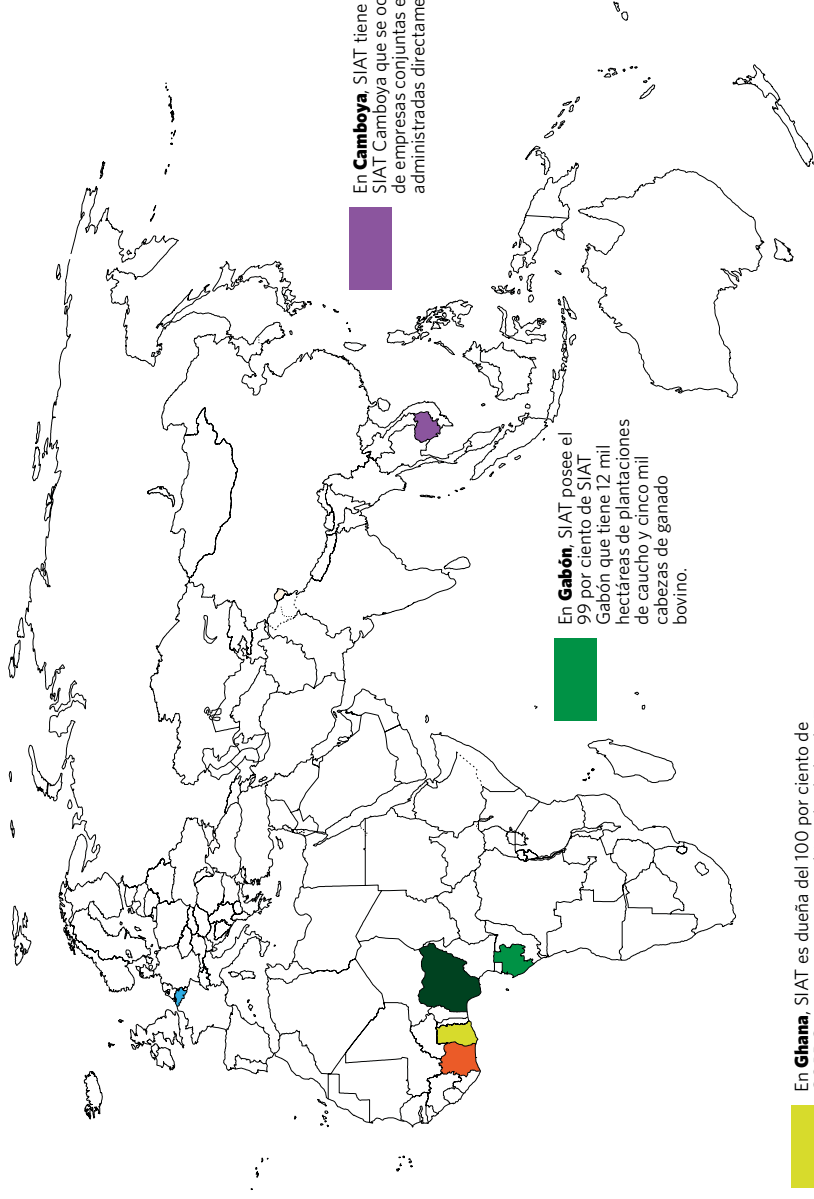 En Camboya, SIAT tiene
SIAT Camboya que se oc
de empresas conjuntas e
administradas directame
En Gabón, SIAT posee el
99 por ciento de SIAT
Gabón que tiene 12 mil
hectáreas de plantaciones
de caucho y cinco mil
cabezas de ganado
bovino.
En Ghana, SIAT es dueña del 100 por ciento de